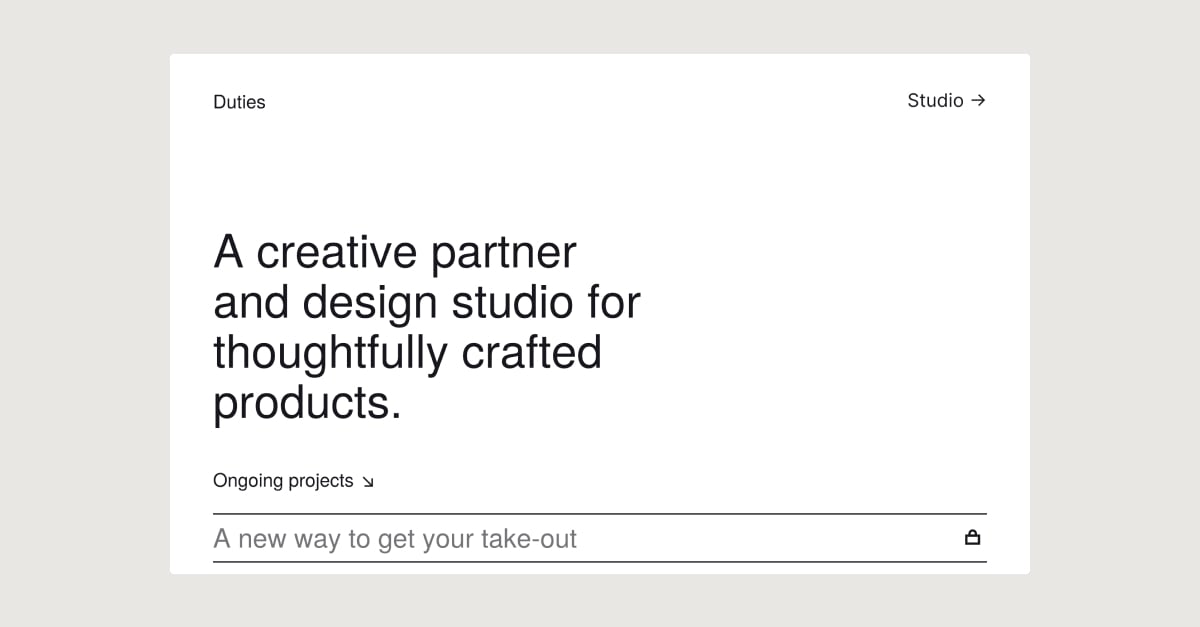 Duties
Studio →
A creative partner
and design studio for
thoughtfully crafted
products.
Ongoing projects ↘
A new way to get your take-out